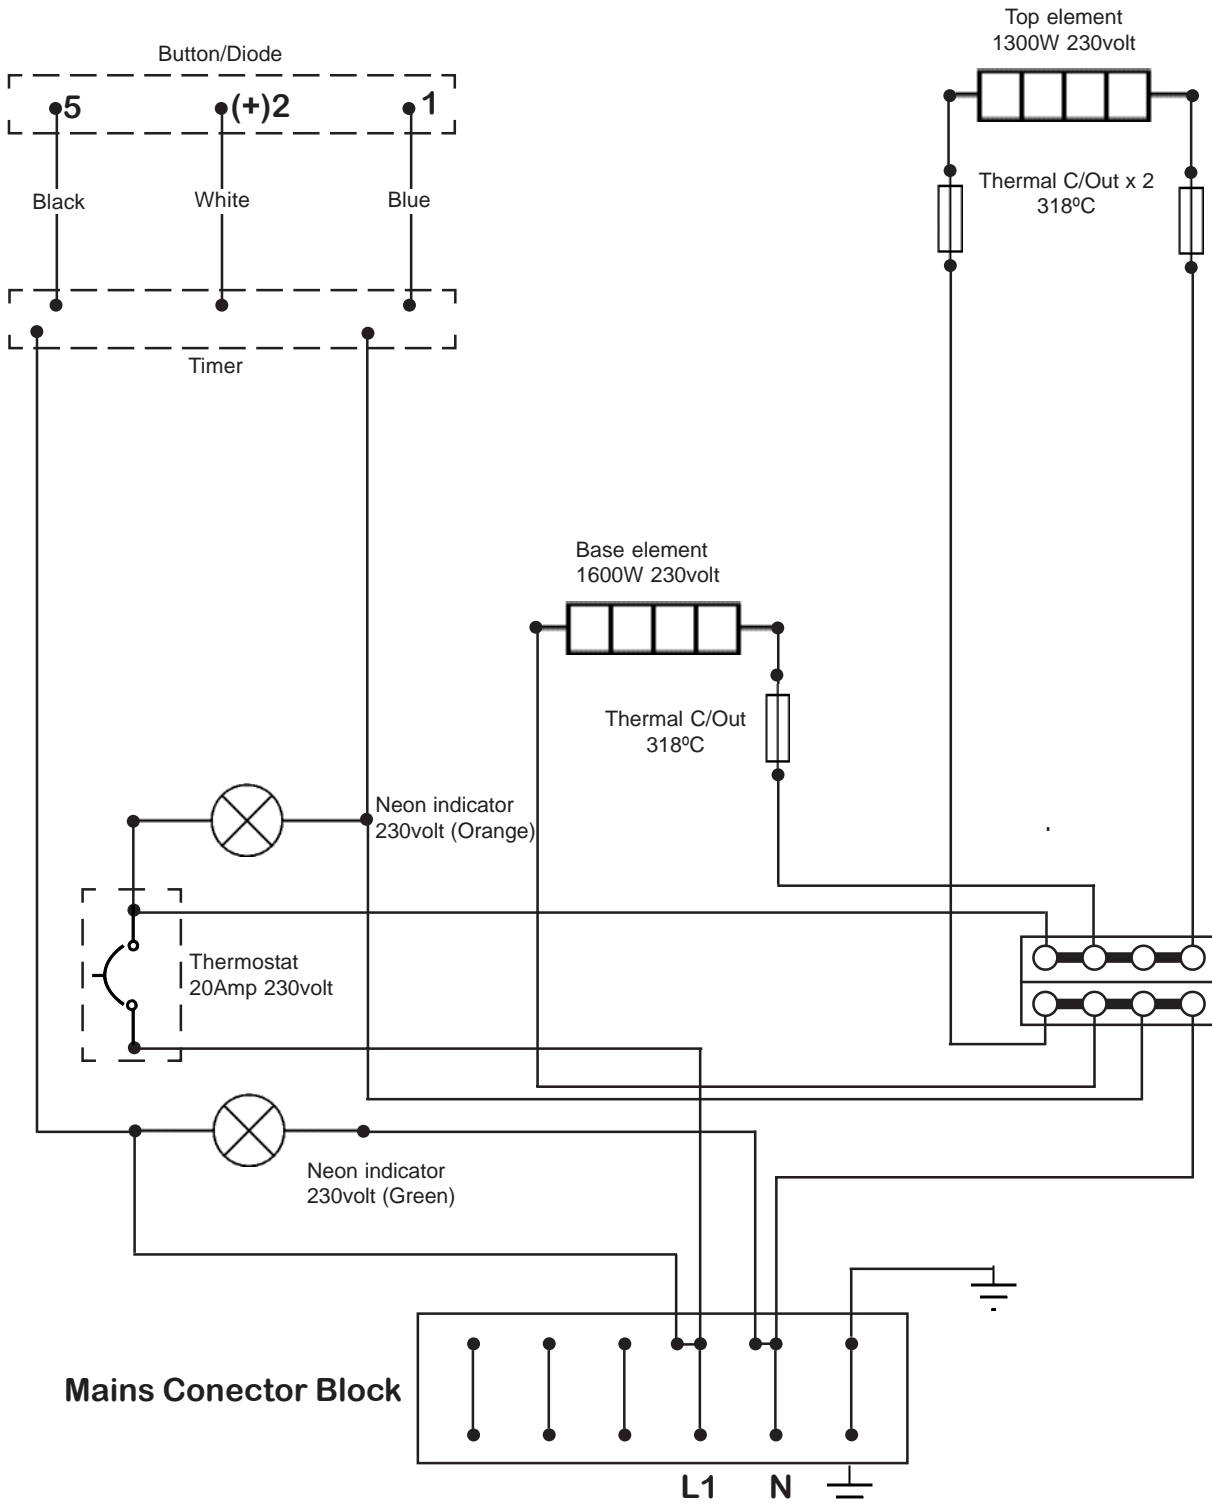 Top element
1300W 230volt
Button/Diode
5
(+)2
1
Thermal C/Out x 2
318ºC
Black
White
Blue
Timer
Base element
1600W 230volt
Thermal C/Out
318ºC
Neon indicator
230volt (Orange)
Thermostat
20Amp 230volt
Neon indicator
230volt (Green)
Mains Conector Block
L1
N